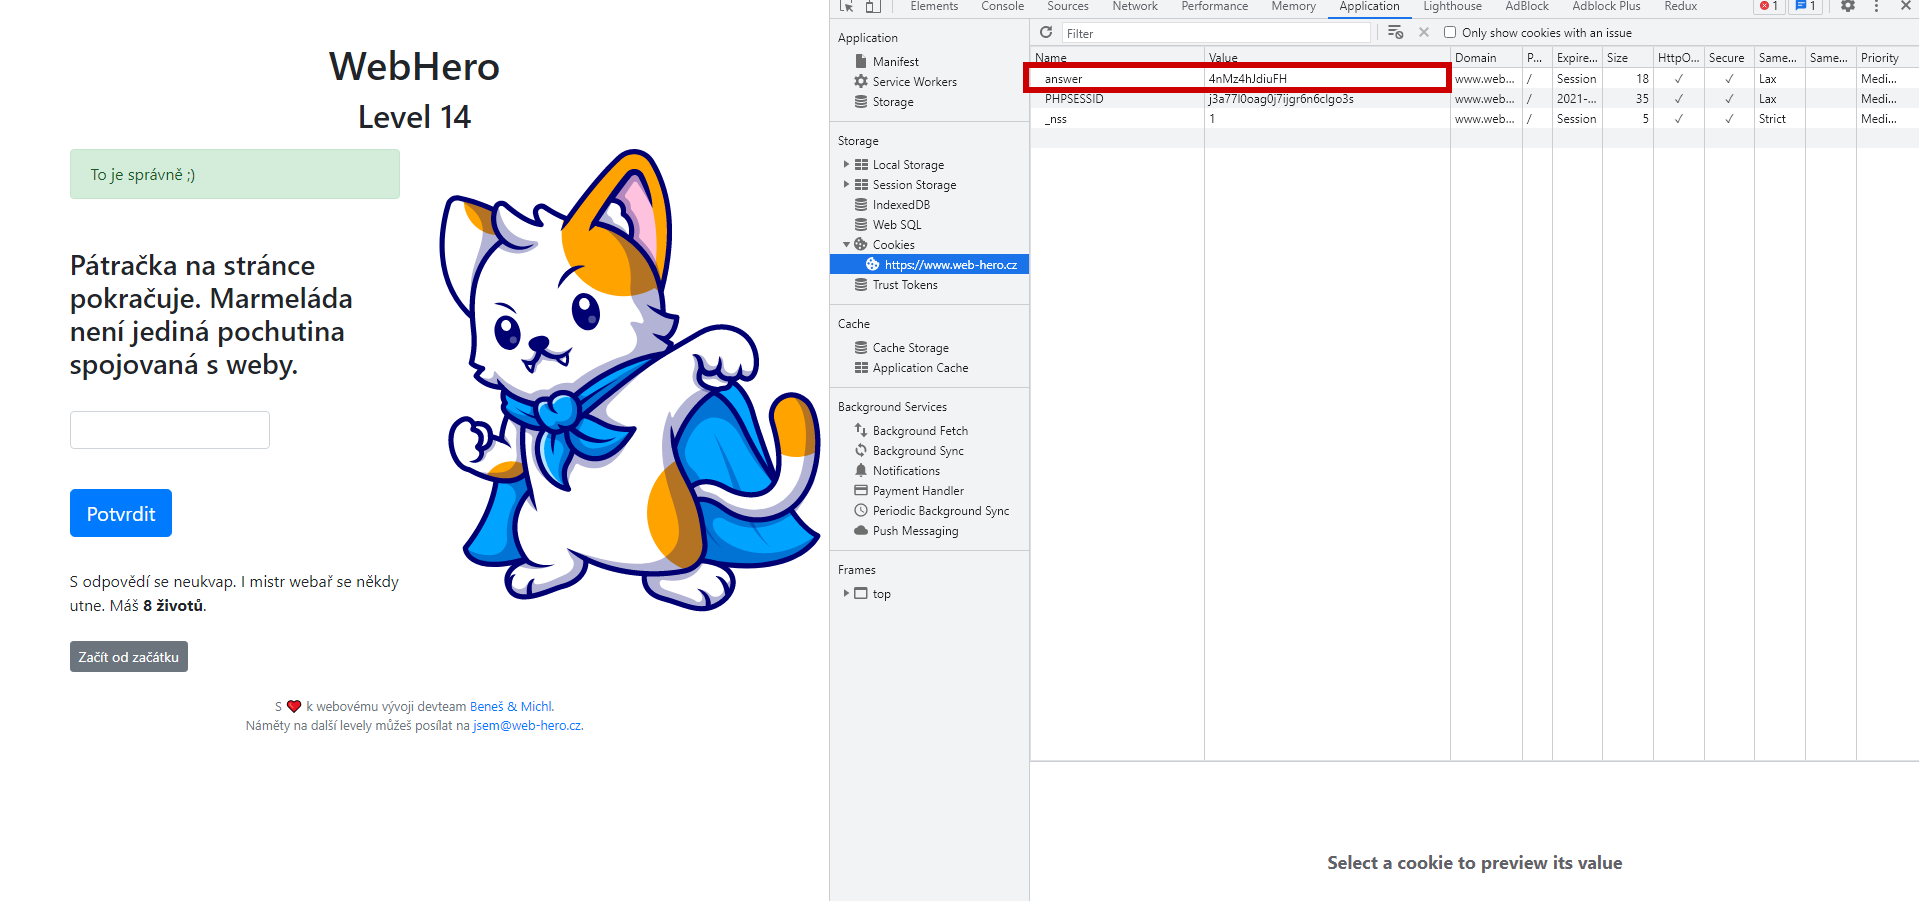 WebHero
Level 14
To je správně ;)
Pátračka na stránce
pokračuje. Marmeláda
není jediná pochutina
spojovaná s weby.
Potvrdit
S odpovědí se neukvap. I mistr webař se někdy
utne. Máš 8 životů.
Začít od začátku
S ❤ k webovému vývoji devteam Beneš & Michl.
Náměty na další levely můžeš posílat na jsem@web-hero.cz.
Elements Console Sources Network Performance Memory Application Lighthouse AdBlock Adblock Plus Redux 1 1
Application
Manifest
Service Workers
Storage
Storage
Local Storage
Session Storage
IndexedDB
Web SQL
Cookies
https://www.web-hero.cz
Trust Tokens
Cache
Cache Storage
Application Cache
Background Services
Background Fetch
Background Sync
Notifications
Payment Handler
Periodic Background Sync
Push Messaging
Frames
top
Filter Only show cookies with an issue
Name Value Domain P... Expire... Size HttpO... Secure Same... Same... Priority
answer 4nMz4hJdiuFH www.web... / Session 18 ✓ ✓ Lax Medi...
PHPSESSID j3a77l0oag0j7ijgr6n6clgo3s www.web... / 2021-... 35 ✓ ✓ Lax Medi...
_nss 1 www.web... / Session 5 ✓ ✓ Strict Medi...
Select a cookie to preview its value